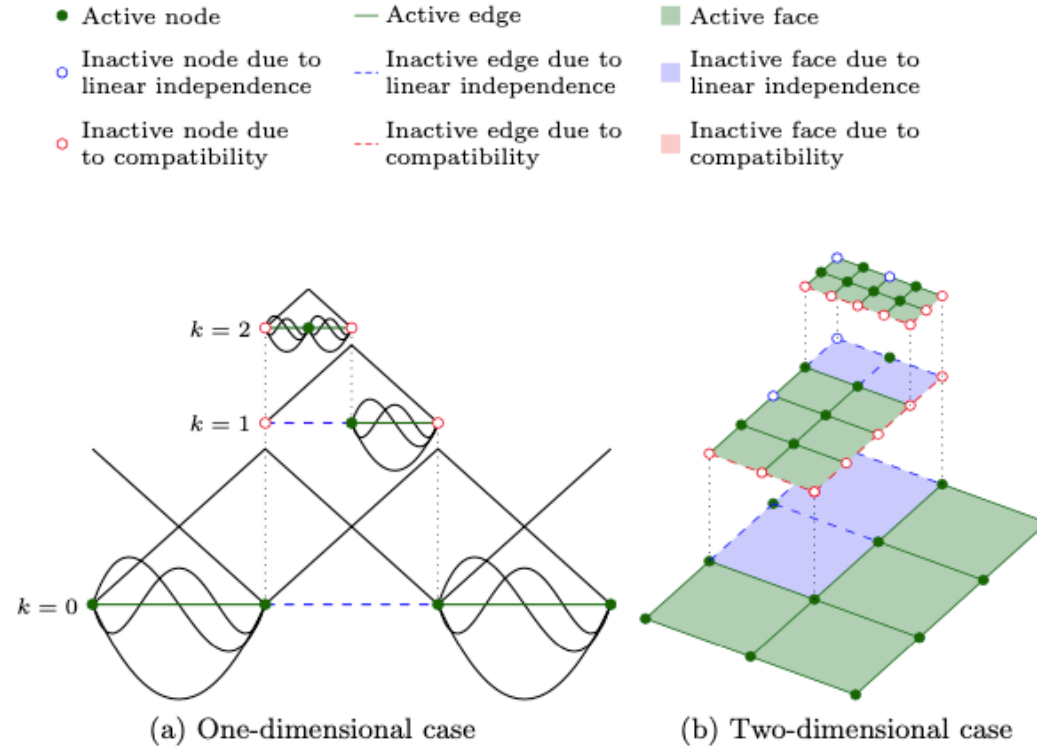 Active node
Active edge
Active face
Inactive node due to
linear independence
Inactive edge due to
linear independence
Inactive face due to
linear independence
Inactive node due
to compatibility
Inactive edge due to
compatibility
Inactive face due to
compatibility
k = 2
k = 1
k = 0
(a) One-dimensional case
(b) Two-dimensional case